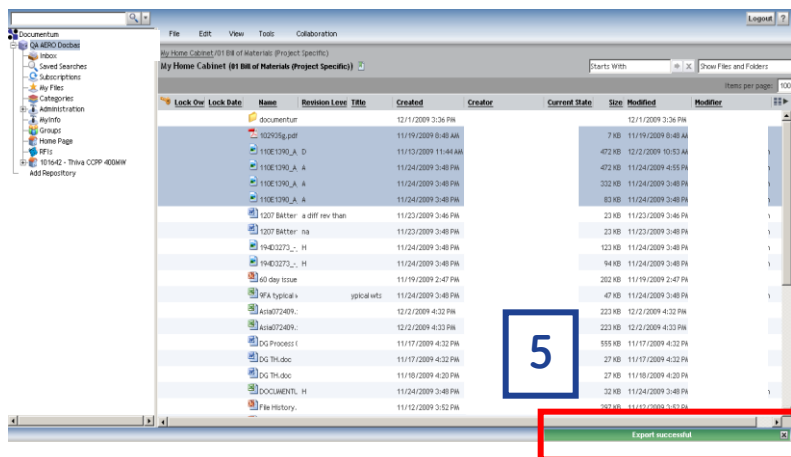 Logout ?
Documentum
File Edit View Tools Collaboration
QA AERO Docbas
Inbox
Saved Searches
Subscriptions
My Files
Categories
Administration
MyInfo
Groups
Home Page
RFIs
101642 - Thiva CCPP 400MW
Add Repository
My Home Cabinet /01 Bill of Materials (Project Specific)
My Home Cabinet (01 Bill of Materials (Project Specific))
Starts With X Show Files and Folders
Items per page: 100
Lock Ow Lock Date Name Revision Leve Title Created Creator Current State Size Modified Modifier
documentum 12/1/2009 3:36 PM 12/1/2009 3:36 PM
102935g.pdf 11/19/2009 8:48 AM 7 KB 11/19/2009 8:48 AM
110E1390_A D 11/13/2009 11:44 AM 472 KB 12/2/2009 10:53 AM
110E1390_A A 11/24/2009 3:48 PM 472 KB 11/24/2009 4:55 PM
110E1390_A A 11/24/2009 3:48 PM 332 KB 11/24/2009 3:48 PM
110E1390_A A 11/24/2009 3:48 PM 83 KB 11/24/2009 3:48 PM
1207 BAtter a diff rev than 11/23/2009 3:46 PM 23 KB 11/23/2009 3:46 PM
1207 BAtter na 11/23/2009 3:48 PM 23 KB 11/23/2009 3:48 PM
194D3273_-_ H 11/24/2009 3:48 PM 123 KB 11/24/2009 3:48 PM
194D3273_-_ H 11/24/2009 3:48 PM 94 KB 11/24/2009 3:48 PM
60 day issue 11/19/2009 2:47 PM 202 KB 11/19/2009 2:47 PM
9FA typical w ypical wts 11/24/2009 3:48 PM 47 KB 11/24/2009 3:48 PM
Asia072409.: 12/2/2009 4:32 PM 223 KB 12/2/2009 4:32 PM
Asia072409.: 12/2/2009 4:33 PM 223 KB 12/2/2009 4:33 PM
DG Process ( 11/17/2009 4:32 PM 555 KB 11/17/2009 4:32 PM
DG TH.doc 11/17/2009 4:32 PM 27 KB 11/17/2009 4:32 PM
DG TH.doc 11/18/2009 4:20 PM 27 KB 11/18/2009 4:20 PM
DOCUMENTL H 11/24/2009 3:48 PM 32 KB 11/24/2009 3:48 PM
File History. 11/12/2009 3:52 PM 297 KB 11/12/2009 3:52 PM
5
Export successful